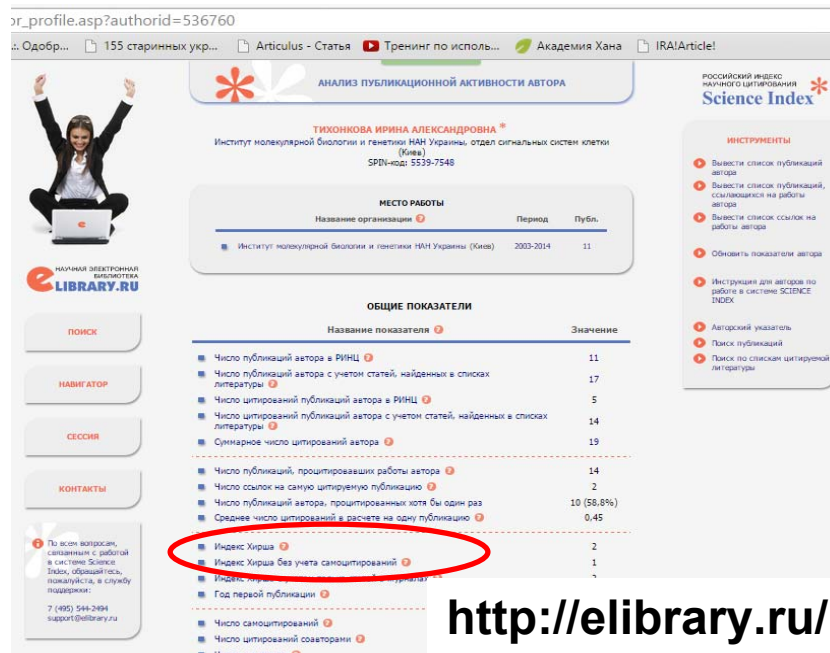 or_profile.asp?authorid=536760
.:. Одобр...
155 старинных укр...
Articulus - Статья
Тренинг по исполь...
Академия Хана
IRA!Article!
АНАЛИЗ ПУБЛИКАЦИОННОЙ АКТИВНОСТИ АВТОРА
ТИХОНКОВА ИРИНА АЛЕКСАНДРОВНА *
Институт молекулярной биологии и генетики НАН Украины, отдел сигнальных систем клетки
(Киев)
SPIN-код: 5539-7548
МЕСТО РАБОТЫ
Название организации Период Публ.
Институт молекулярной биологии и генетики НАН Украины (Киев) 2003-2014 11
ОБЩИЕ ПОКАЗАТЕЛИ
Название показателя Значение
Число публикаций автора в РИНЦ 11
Число публикаций автора с учетом статей, найденных в списках
литературы 17
Число цитирований публикаций автора в РИНЦ 5
Число цитирований публикаций автора с учетом статей, найденных в списках
литературы 14
Суммарное число цитирований автора 19
Число публикаций, процитировавших работы автора 14
Число ссылок на самую цитируемую публикацию 2
Число публикаций автора, процитированных хотя бы один раз 10 (58,8%)
Среднее число цитирований в расчете на одну публикацию 0,45
Индекс Хирша 2
Индекс Хирша без учета самоцитирований 1
Индекс Хирша
Год первой публикации
Число самоцитирований
Число цитирований соавторами
НАУЧНАЯ ЭЛЕКТРОННАЯ
БИБЛИОТЕКА
eLIBRARY.RU
ПОИСК
НАВИГАТОР
СЕССИЯ
КОНТАКТЫ
По всем вопросам,
связанным с работой
в системе Science
Index, обращайтесь,
пожалуйста, в службу
поддержки:
7 (495) 544-2494
support@elibrary.ru
РОССИЙСКИЙ ИНДЕКС
НАУЧНОГО ЦИТИРОВАНИЯ
Science Index
ИНСТРУМЕНТЫ
Вывести список публикаций
автора
Вывести список публикаций,
ссылающихся на работы
автора
Вывести список ссылок на
работы автора
Обновить показатели автора
Инструкция для авторов по
работе в системе SCIENCE
INDEX
Авторский указатель
Поиск публикаций
Поиск по спискам цитируемой
литературы
http://elibrary.ru/